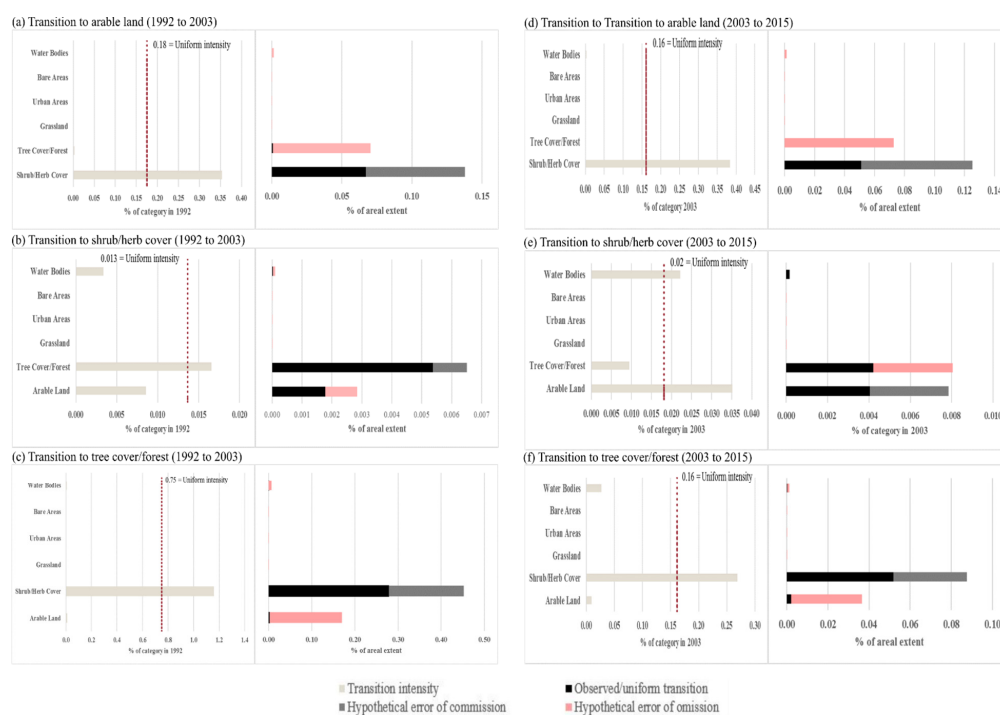 (a) Transition to arable land (1992 to 2003)
0.18 = Uniform intensity
Water Bodies
Bare Areas
Urban Areas
Grassland
Tree Cover/Forest
Shrub/Herb Cover
0.00 0.05 0.10 0.15 0.20 0.25 0.30 0.35 0.40
% of category in 1992
0.00 0.05 0.10 0.15
% of areal extent
(b) Transition to shrub/herb cover (1992 to 2003)
0.013 = Uniform intensity
Water Bodies
Bare Areas
Urban Areas
Grassland
Tree Cover/Forest
Arable Land
0.000 0.005 0.010 0.015 0.020
% of category in 1992
0.000 0.001 0.002 0.003 0.004 0.005 0.006 0.007
% of areal extent
(c) Transition to tree cover/forest (1992 to 2003)
0.75 = Uniform intensity
Water Bodies
Bare Areas
Urban Areas
Grassland
Shrub/Herb Cover
Arable Land
0.0 0.2 0.4 0.6 0.8 1.0 1.2 1.4
% of category in 1992
0.00 0.10 0.20 0.30 0.40 0.50
% of areal extent
(d) Transition to Transition to arable land (2003 to 2015)
0.16 = Uniform intensity
Water Bodies
Bare Areas
Urban Areas
Grassland
Tree Cover/Forest
Shrub/Herb Cover
0.00 0.05 0.10 0.15 0.20 0.25 0.30 0.35 0.40 0.45
% of category 2003
0.00 0.02 0.04 0.06 0.08 0.10 0.12 0.14
% of areal extent
(e) Transition to shrub/herb cover (2003 to 2015)
0.02 = Uniform intensity
Water Bodies
Bare Areas
Urban Areas
Grassland
Tree Cover/Forest
Arable Land
0.000 0.005 0.010 0.015 0.020 0.025 0.030 0.035 0.040
% of category in 2003
0.000 0.002 0.004 0.006 0.008 0.010
% of areal extent
(f) Transition to tree cover/forest (2003 to 2015)
0.16 = Uniform intensity
Water Bodies
Bare Areas
Urban Areas
Grassland
Shrub/Herb Cover
Arable Land
0.00 0.05 0.10 0.15 0.20 0.25 0.30
% of category in 2003
0.00 0.02 0.04 0.06 0.08 0.10
% of areal extent
Transition intensity
Observed/uniform transition
Hypothetical error of commission
Hypothetical error of omission